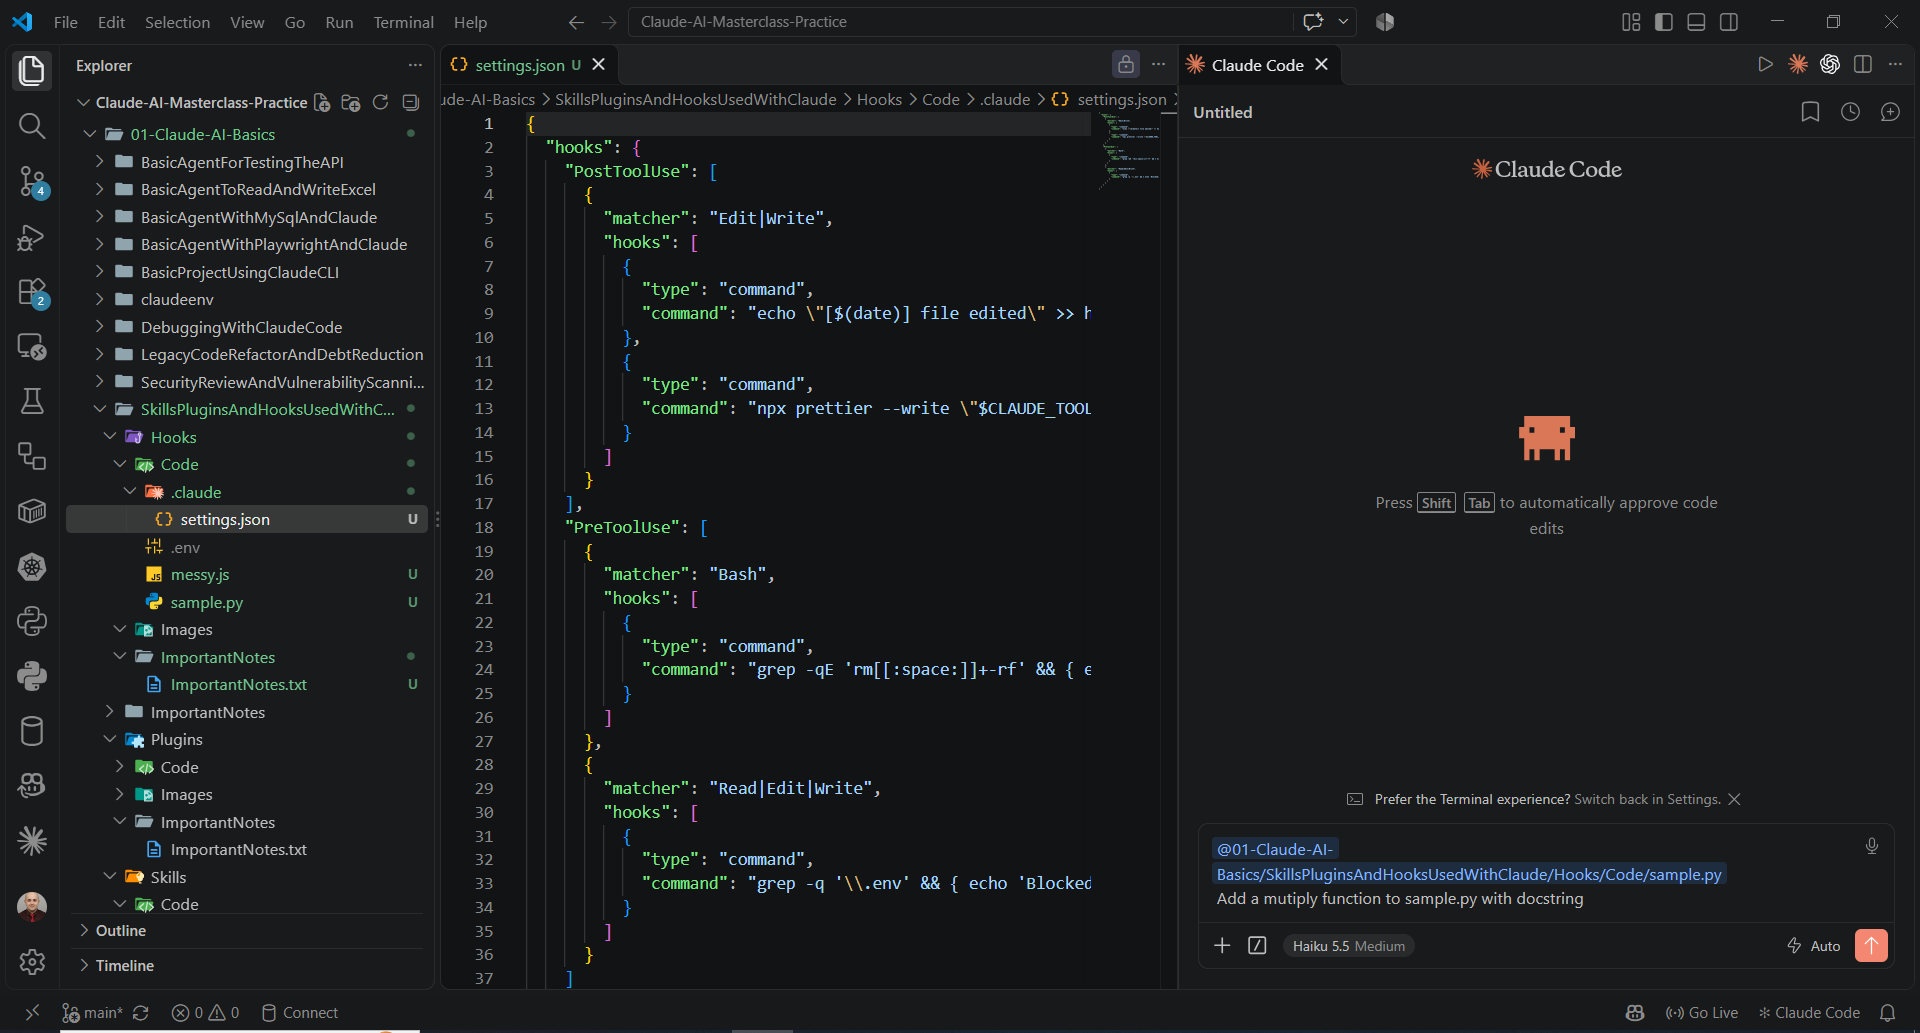 File Edit Selection View Go Run Terminal Help
Claude-AI-Masterclass-Practice
Explorer
Claude-AI-Masterclass-Practice
01-Claude-AI-Basics
BasicAgentForTestingTheAPI
BasicAgentToReadAndWriteExcel
BasicAgentWithMySqlAndClaude
BasicAgentWithPlaywrightAndClaude
BasicProjectUsingClaudeCLI
claudeenv
DebuggingWithClaudeCode
LegacyCodeRefactorAndDebtReduction
SecurityReviewAndVulnerabilityScanni...
SkillsPluginsAndHooksUsedWithC...
Hooks
Code
.claude
settings.json U
.env
messy.js U
sample.py U
Images
ImportantNotes
ImportantNotes.txt U
ImportantNotes
Plugins
Code
Images
ImportantNotes
ImportantNotes.txt
Skills
Code
Outline
Timeline
4
2
settings.json U
ude-AI-Basics > SkillsPluginsAndHooksUsedWithClaude > Hooks > Code > .claude > {} settings.json >
1 {
2 "hooks": {
3 "PostToolUse": [
4 {
5 "matcher": "Edit|Write",
6 "hooks": [
7 {
8 "type": "command",
9 "command": "echo \"[$(date)] file edited\" >> h
10 },
11 {
12 "type": "command",
13 "command": "npx prettier --write \"$CLAUDE_TOOL
14 }
15 ]
16 }
17 ],
18 "PreToolUse": [
19 {
20 "matcher": "Bash",
21 "hooks": [
22 {
23 "type": "command",
24 "command": "grep -qE 'rm[[:space:]]+-rf' && { e
25 }
26 ]
27 },
28 {
29 "matcher": "Read|Edit|Write",
30 "hooks": [
31 {
32 "type": "command",
33 "command": "grep -q '\\.env' && { echo 'Blocked
34 }
35 ]
36 }
37 ]
Claude Code
Untitled
Claude Code
Press Shift Tab to automatically approve code
edits
Prefer the Terminal experience? Switch back in Settings.
@01-Claude-AI-
Basics/SkillsPluginsAndHooksUsedWithClaude/Hooks/Code/sample.py
Add a mutiply function to sample.py with docstring
Haiku 5.5 Medium
Auto
main* 0 0 Connect
Go Live Claude Code